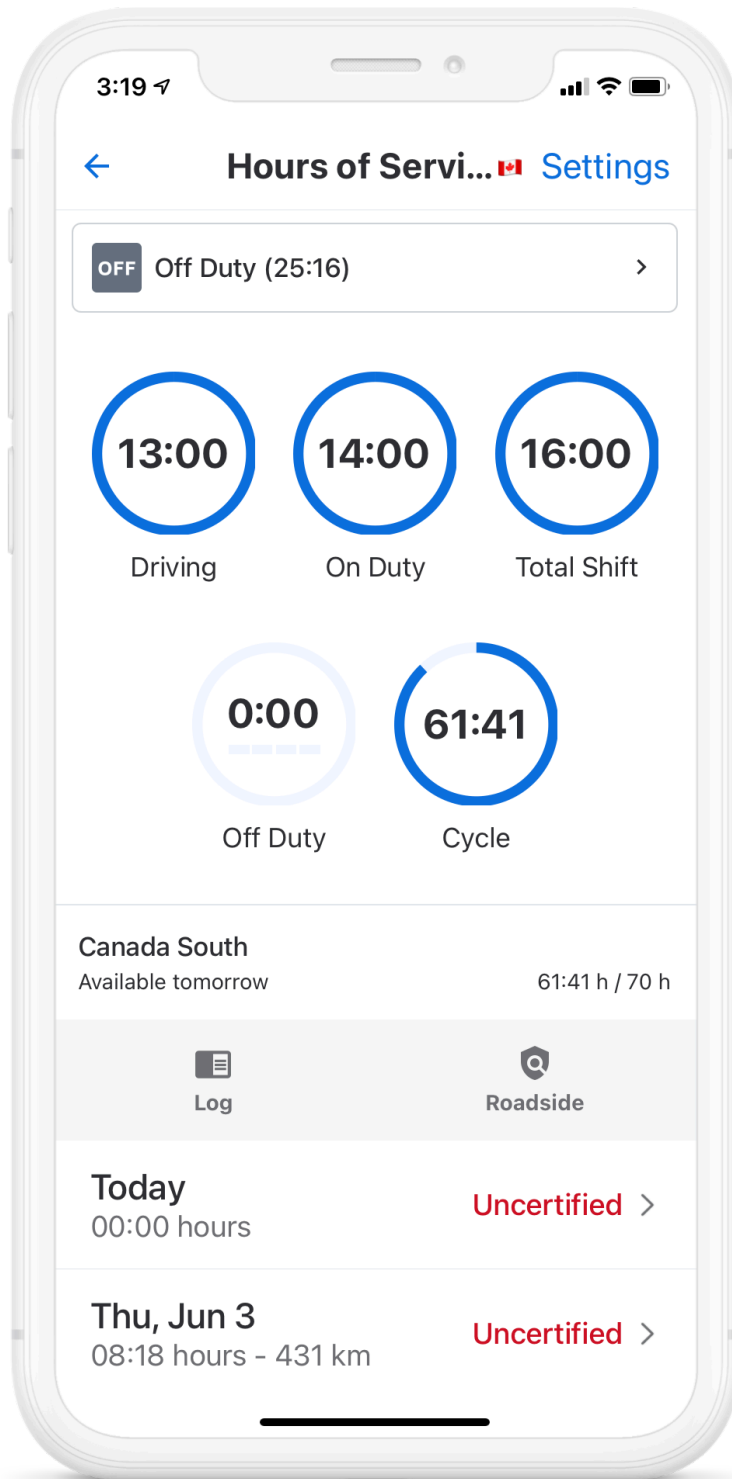 3:19
Hours of Servi... Settings
OFF Off Duty (25:16)
13:00 14:00 16:00
Driving On Duty Total Shift
0:00 61:41
Off Duty Cycle
Canada South
Available tomorrow 61:41 h / 70 h
Log Roadside
Today
00:00 hours
Uncertified
Thu, Jun 3
08:18 hours - 431 km
Uncertified